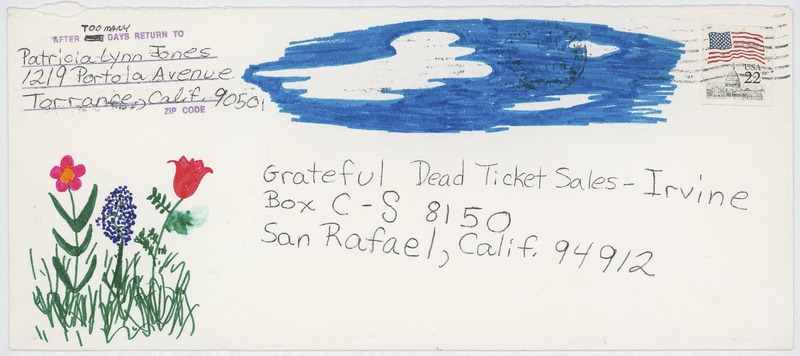 TOO MANY
AFTER DAYS RETURN TO
Patricia Lynn Jones
1219 Portola Avenue
Torrance, Calif. 90501
ZIP CODE
USA
22
Grateful Dead Ticket Sales - Irvine
Box C-S 8150
San Rafael, Calif. 94912